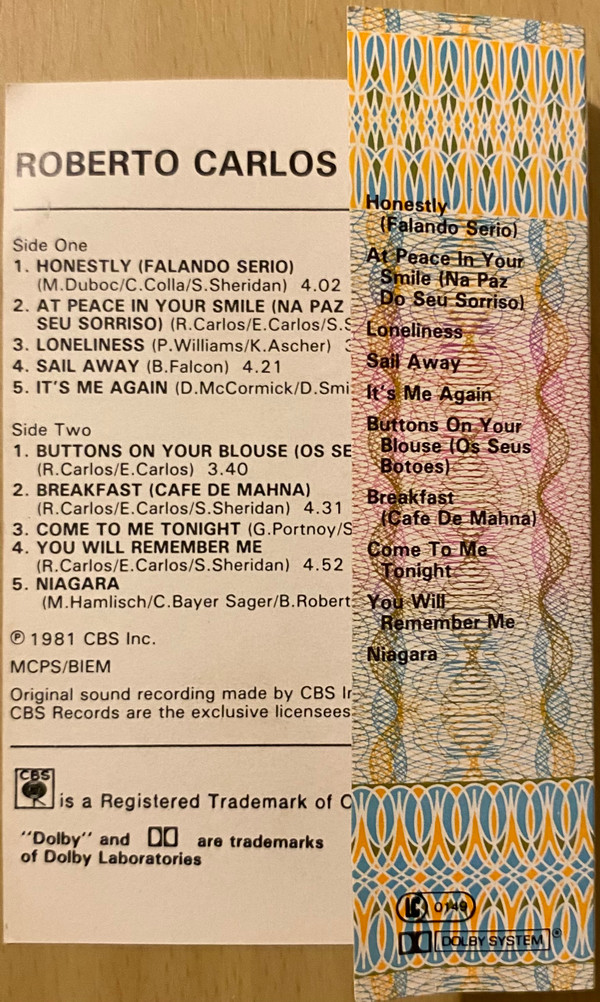 ROBERTO CARLOS
Side One
1. HONESTLY (FALANDO SERIO)
(M.Duboc/C.Colla/S.Sheridan) 4.02
2. AT PEACE IN YOUR SMILE (NA PAZ
SEU SORRISO) (R.Carlos/E.Carlos/S.S
3. LONELINESS (P.Williams/K.Ascher)
4. SAIL AWAY (B.Falcon) 4.21
5. IT'S ME AGAIN (D.McCormick/D.Smi
Side Two
1. BUTTONS ON YOUR BLOUSE (OS SE
(R.Carlos/E.Carlos) 3.40
2. BREAKFAST (CAFE DE MAHNA)
(R.Carlos/E.Carlos/S.Sheridan) 4.31
3. COME TO ME TONIGHT (G.Portnoy/S
4. YOU WILL REMEMBER ME
(R.Carlos/E.Carlos/S.Sheridan) 4.52
5. NIAGARA
(M.Hamlisch/C.Bayer Sager/B.Robert
℗ 1981 CBS Inc.
MCPS/BIEM
Original sound recording made by CBS In
CBS Records are the exclusive licensees
CBS
is a Registered Trademark of C
"Dolby" and DD are trademarks
of Dolby Laboratories
Honestly
(Falando Serio)
At Peace In Your
Smile (Na Paz
Do Seu Sorriso)
Loneliness
Sail Away
It's Me Again
Buttons On Your
Blouse (Os Seus
Botoes)
Breakfast
(Cafe De Mahna)
Come To Me
Tonight
You Will
Remember Me
Niagara
LC 0149
DOLBY SYSTEM ®